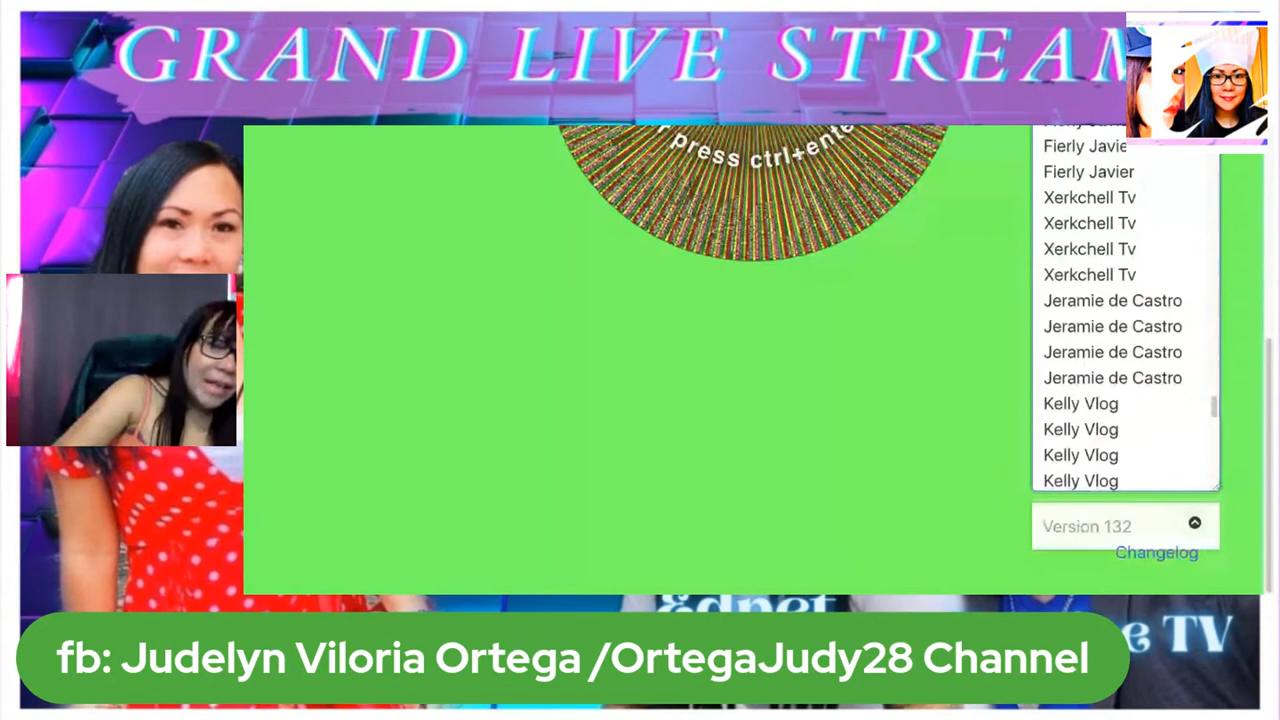 GRAND LIVE STREAM
press ctrl+ente
Fierly Javie
Fierly Javier
Xerkchell Tv
Xerkchell Tv
Xerkchell Tv
Xerkchell Tv
Jeramie de Castro
Jeramie de Castro
Jeramie de Castro
Jeramie de Castro
Kelly Vlog
Kelly Vlog
Kelly Vlog
Kelly Vlog
Version 132
Changelog
TV
fb: Judelyn Viloria Ortega /OrtegaJudy28 Channel